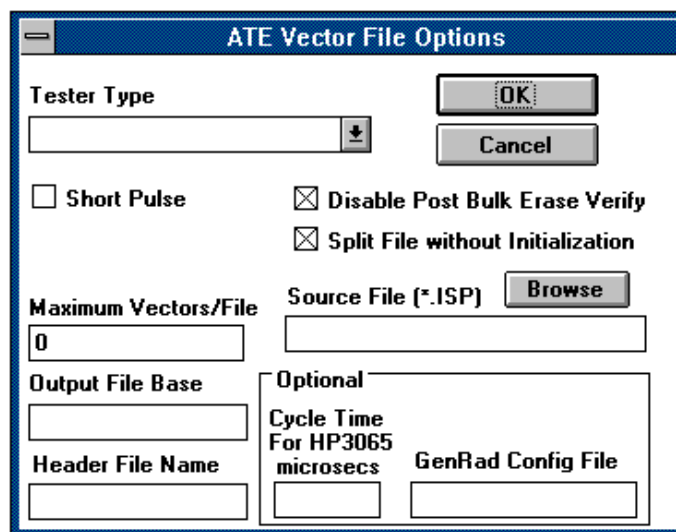 ATE Vector File Options
Tester Type
OK
Cancel
Short Pulse
Disable Post Bulk Erase Verify
Split File without Initialization
Maximum Vectors/File
0
Source File (*.ISP)
Browse
Output File Base
Header File Name
Optional
Cycle Time
For HP3065
microsecs
GenRad Config File